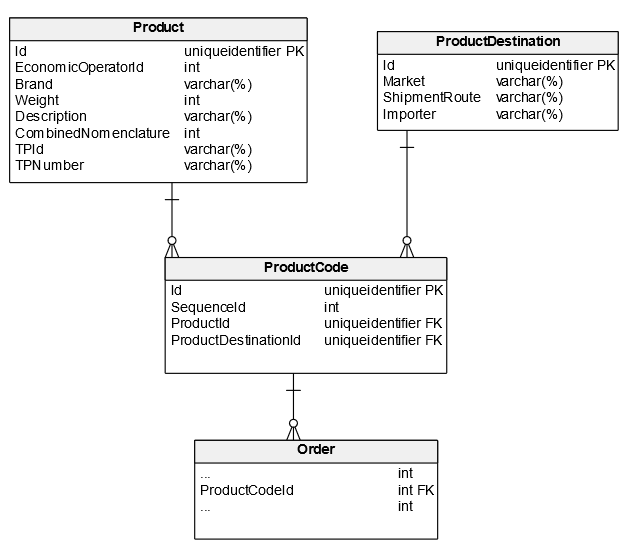 Product
Id uniqueidentifier PK
EconomicOperatorId int
Brand varchar(%)
Weight int
Description varchar(%)
CombinedNomenclature int
TPId varchar(%)
TPNumber varchar(%)
ProductDestination
Id uniqueidentifier PK
Market varchar(%)
ShipmentRoute varchar(%)
Importer varchar(%)
ProductCode
Id uniqueidentifier PK
SequenceId int
ProductId uniqueidentifier FK
ProductDestinationId uniqueidentifier FK
Order
... int
ProductCodeId int FK
... int